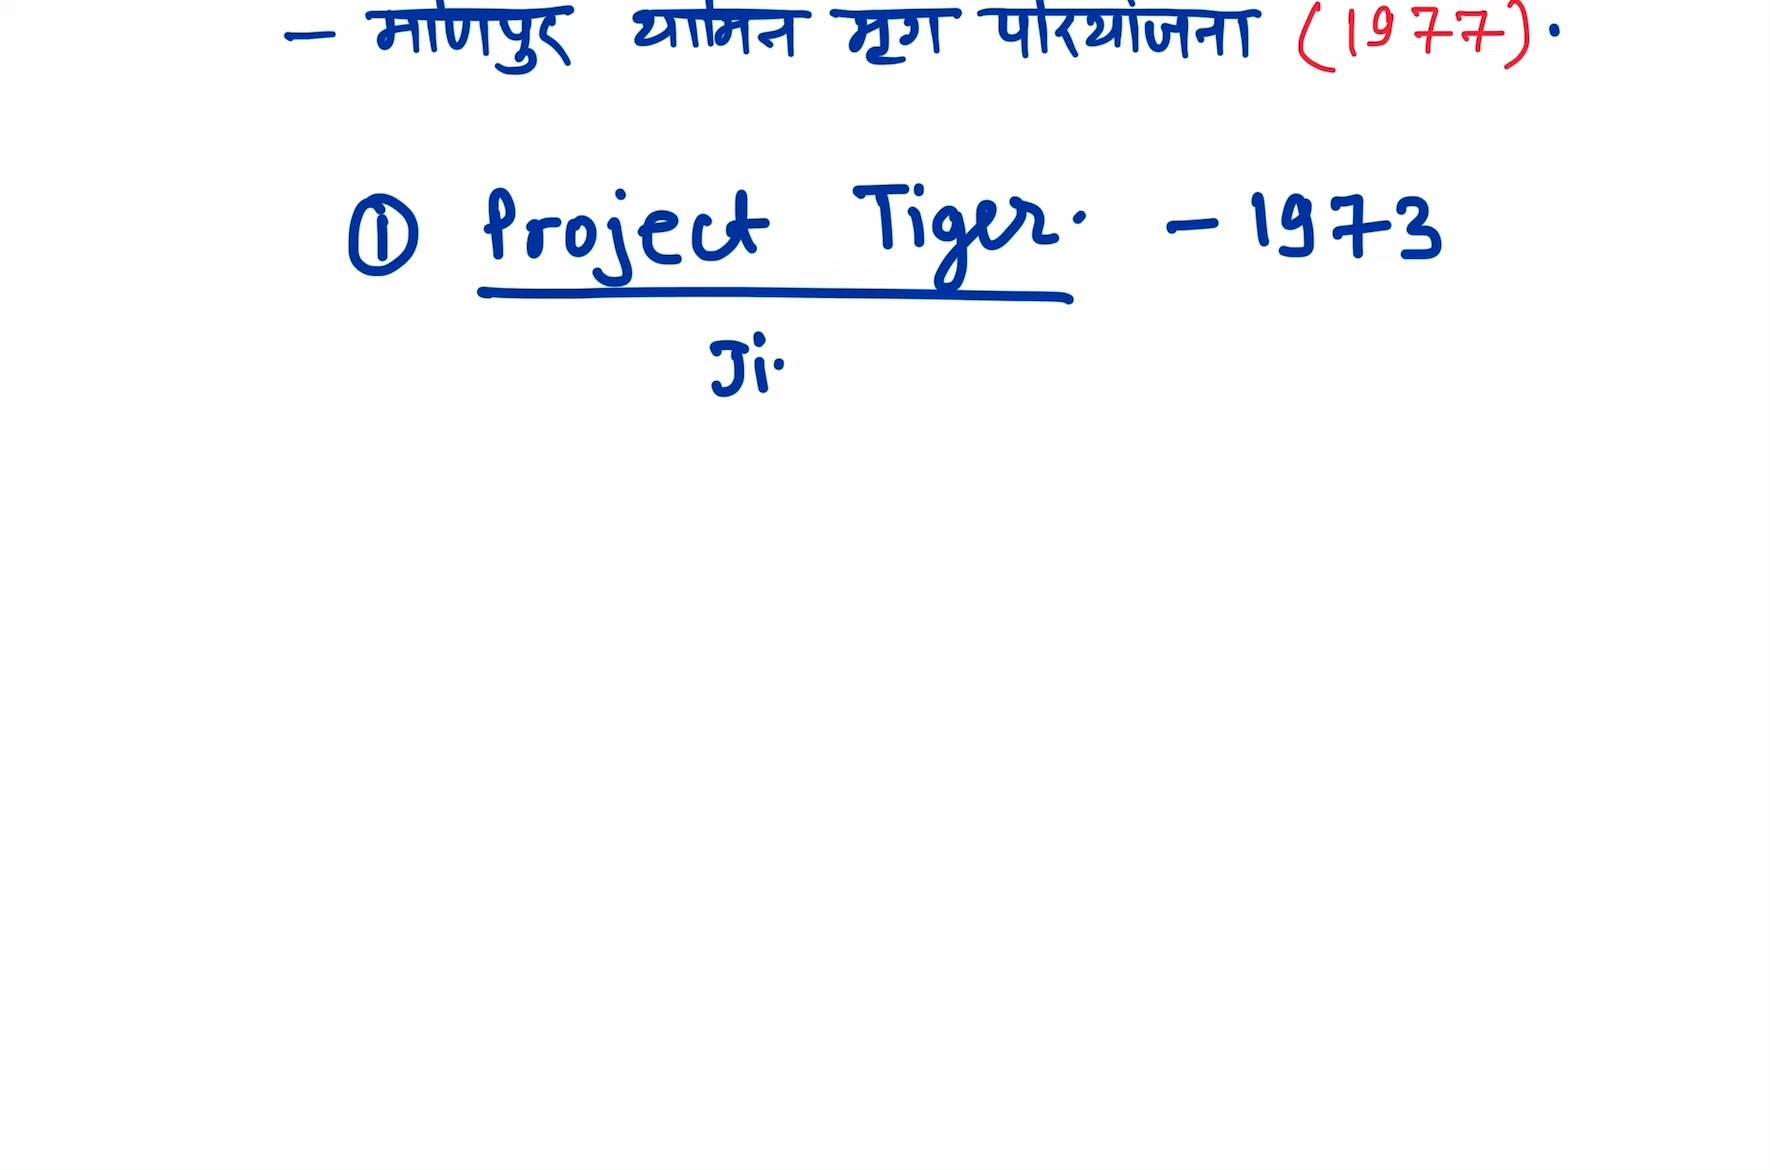 – मणिपुर थामिन मृग परियोजना (1977).
① Project Tiger. – 1973
Ji.